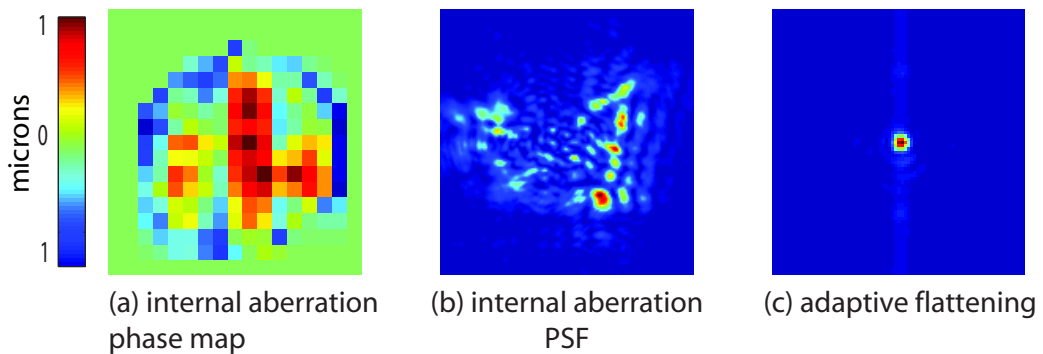 1
microns
0
1
(a) internal aberration
phase map
(b) internal aberration
PSF
(c) adaptive flattening